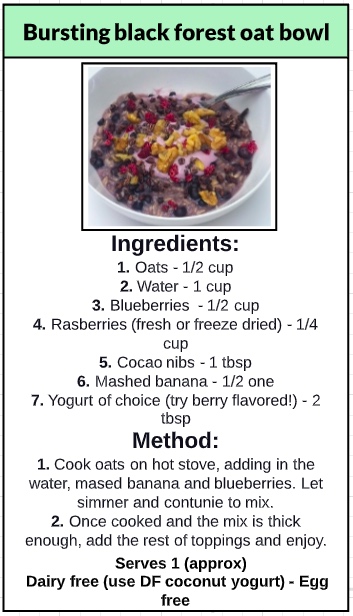 Bursting black forest oat bowl
Ingredients:
1. Oats - 1/2 cup
2. Water - 1 cup
3. Blueberries - 1/2 cup
4. Rasberries (fresh or freeze dried) - 1/4
cup
5. Cocao nibs - 1 tbsp
6. Mashed banana - 1/2 one
7. Yogurt of choice (try berry flavored!) - 2
tbsp
Method:
1. Cook oats on hot stove, adding in the
water, mased banana and blueberries. Let
simmer and contunie to mix.
2. Once cooked and the mix is thick
enough, add the rest of toppings and enjoy.
Serves 1 (approx)
Dairy free (use DF coconut yogurt) - Egg
free